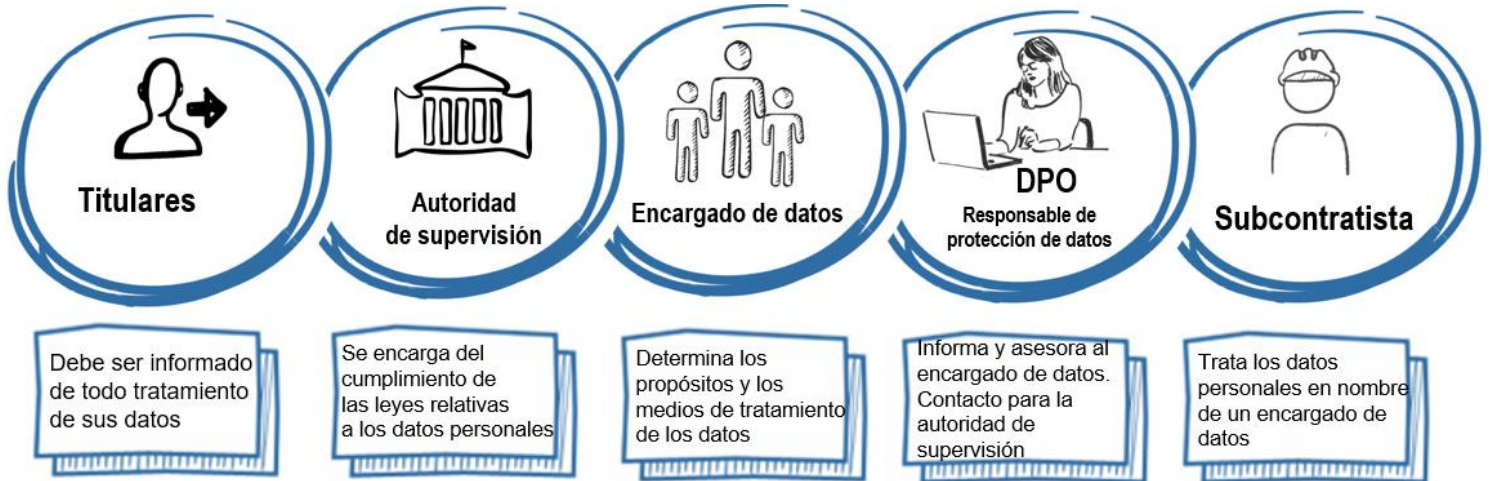 Titulares
Autoridad
de supervisión
Encargado de datos
DPO
Responsable de
protección de datos
Subcontratista
Debe ser informado
de todo tratamiento
de sus datos
Se encarga del
cumplimiento de
las leyes relativas
a los datos personales
Determina los
propósitos y los
medios de tratamiento
de los datos
Informa y asesora al
encargado de datos.
Contacto para la
autoridad de
supervisión
Trata los datos
personales en nombre
de un encargado de
datos